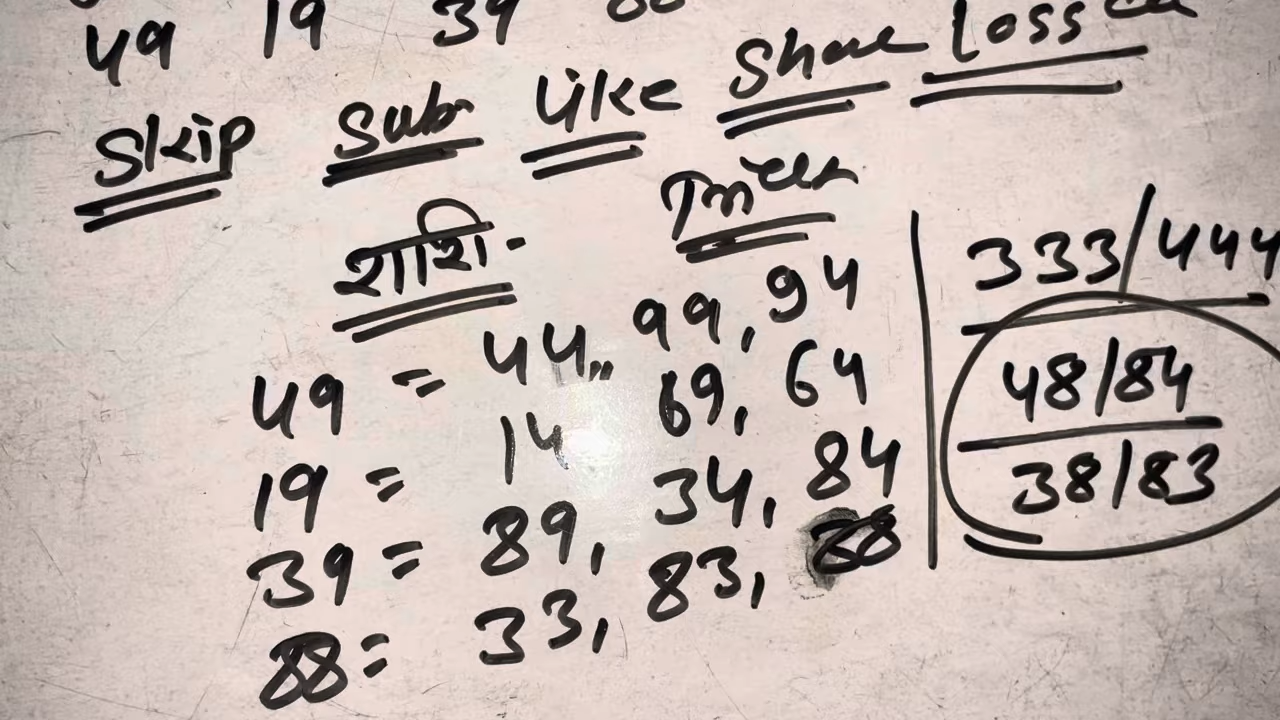 49 19 39
Skip Sub Like Share Loss
राशि -
49 = 44,, 99, 94
19 = 14 69, 64
39 = 89, 34, 84
88 = 33, 83, 38
333/444
48/84
38/83